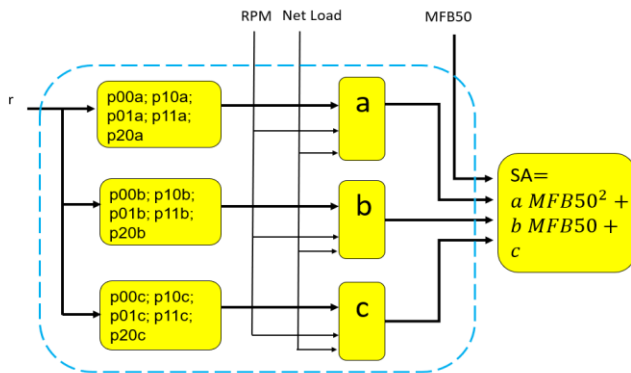 RPM
Net Load
MFB50
r
p00a; p10a;
p01a; p11a;
p20a
a
p00b; p10b;
p01b; p11b;
p20b
b
p00c; p10c;
p01c; p11c;
p20c
c
SA=
a MFB50² +
b MFB50 +
c